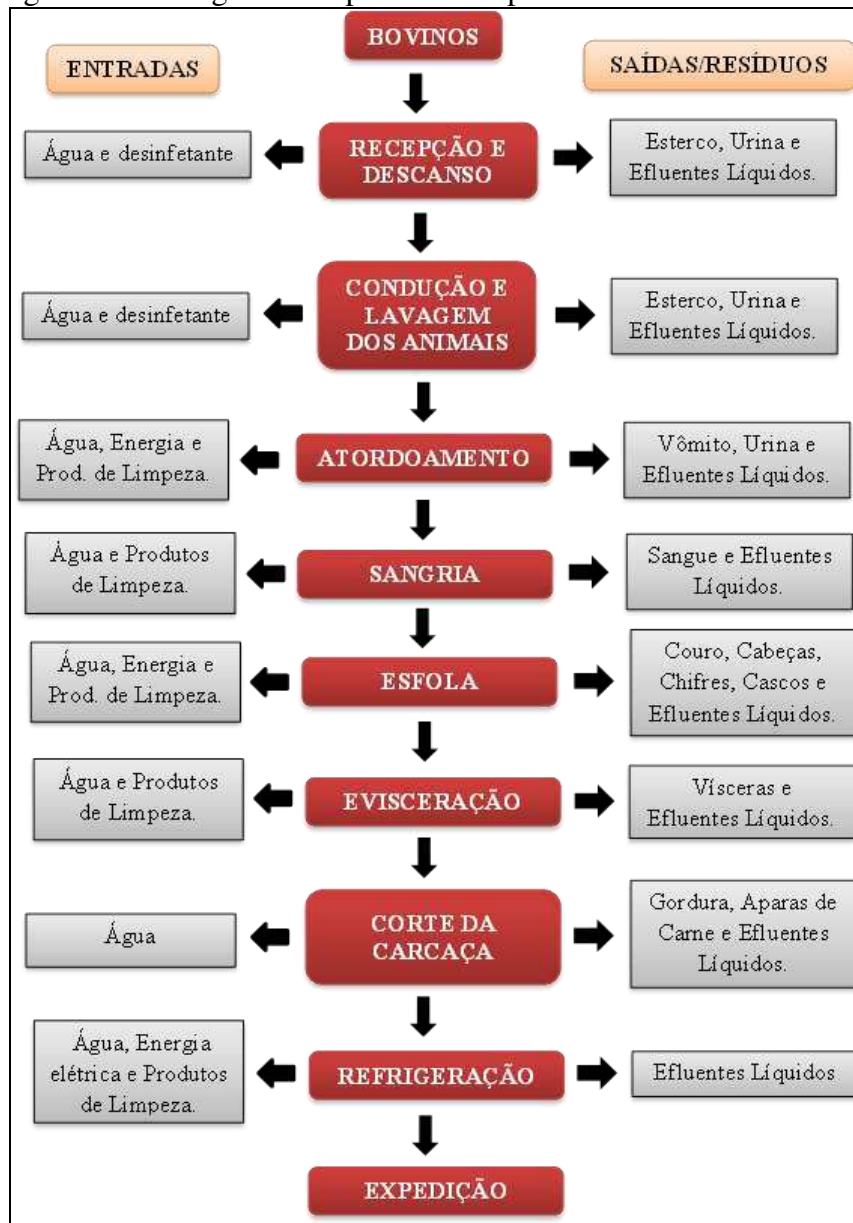 BOVINOS
ENTRADAS
SAÍDAS/RESÍDUOS
Água e desinfetante
RECEPÇÃO E
DESCANSO
Esterco, Urina e
Efluentes Líquidos.
Água e desinfetante
CONDUÇÃO E
LAVAGEM
DOS ANIMAIS
Esterco, Urina e
Efluentes Líquidos.
Água, Energia e
Prod. de Limpeza.
ATORDOAMENTO
Vômito, Urina e
Efluentes Líquidos.
Água e Produtos
de Limpeza.
SANGRIA
Sangue e Efluentes
Líquidos.
Água, Energia e
Prod. de Limpeza.
ESFOLA
Couro, Cabeças,
Chifres, Cascos e
Efluentes Líquidos.
Água e Produtos
de Limpeza.
EVISCERAÇÃO
Vísceras e
Efluentes Líquidos.
Água
CORTE DA
CARCAÇA
Gordura, Aparas de
Carne e Efluentes
Líquidos.
Água, Energia
elétrica e Produtos
de Limpeza.
REFRIGERAÇÃO
Efluentes Líquidos
EXPEDIÇÃO